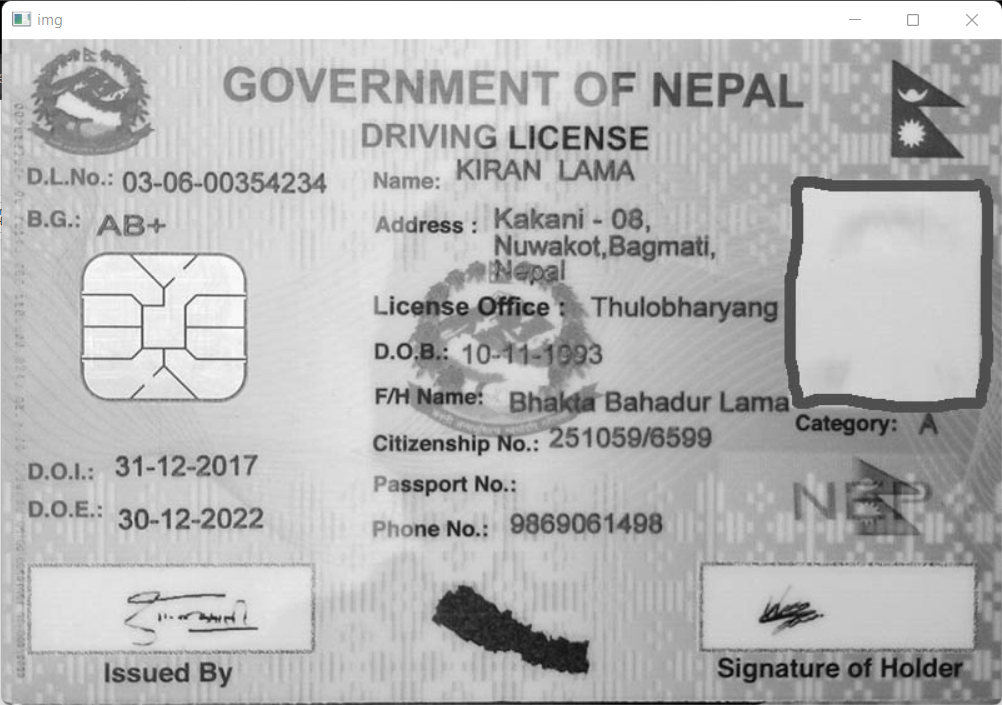 img
GOVERNMENT OF NEPAL
DRIVING LICENSE
D.L.No.: 03-06-00354234
Name: KIRAN LAMA
B.G.: AB+
Address : Kakani - 08,
Nuwakot,Bagmati,
Nepal
License Office : Thulobharyang
D.O.B.: 10-11-1993
F/H Name: Bhakta Bahadur Lama
Category: A
Citizenship No.: 251059/6599
D.O.I.: 31-12-2017
Passport No.:
NEP
D.O.E.: 30-12-2022
Phone No.: 9869061498
Issued By
Signature of Holder